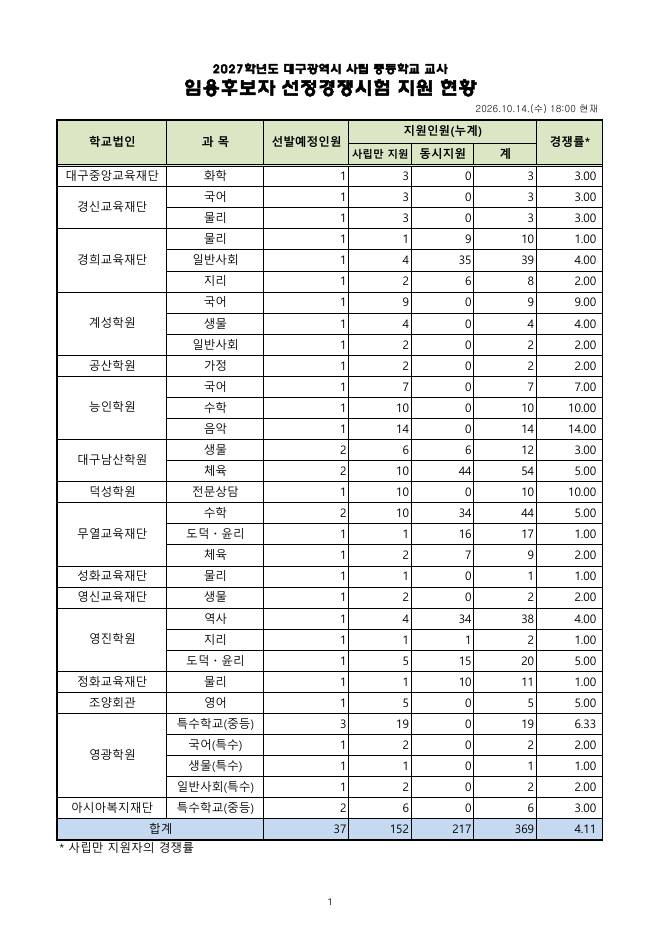 2027학년도 대구광역시 사립 중등학교 교사
임용후보자 선정경쟁시험 지원 현황
2026.10.14.(수) 18:00 현재
학교법인 과 목 선발예정인원 지원인원(누계) 경쟁률*
사립만 지원 동시지원 계
대구중앙교육재단 화학 1 3 0 3 3.00
경신교육재단 국어 1 3 0 3 3.00
물리 1 3 0 3 3.00
경희교육재단 물리 1 1 9 10 1.00
일반사회 1 4 35 39 4.00
지리 1 2 6 8 2.00
계성학원 국어 1 9 0 9 9.00
생물 1 4 0 4 4.00
일반사회 1 2 0 2 2.00
공산학원 가정 1 2 0 2 2.00
능인학원 국어 1 7 0 7 7.00
수학 1 10 0 10 10.00
음악 1 14 0 14 14.00
대구남산학원 생물 2 6 6 12 3.00
체육 2 10 44 54 5.00
덕성학원 전문상담 1 10 0 10 10.00
무열교육재단 수학 2 10 34 44 5.00
도덕・윤리 1 1 16 17 1.00
체육 1 2 7 9 2.00
성화교육재단 물리 1 1 0 1 1.00
영신교육재단 생물 1 2 0 2 2.00
영진학원 역사 1 4 34 38 4.00
지리 1 1 1 2 1.00
도덕・윤리 1 5 15 20 5.00
정화교육재단 물리 1 1 10 11 1.00
조양회관 영어 1 5 0 5 5.00
영광학원 특수학교(중등) 3 19 0 19 6.33
국어(특수) 1 2 0 2 2.00
생물(특수) 1 1 0 1 1.00
일반사회(특수) 1 2 0 2 2.00
아시아복지재단 특수학교(중등) 2 6 0 6 3.00
합계 37 152 217 369 4.11
* 사립만 지원자의 경쟁률
1